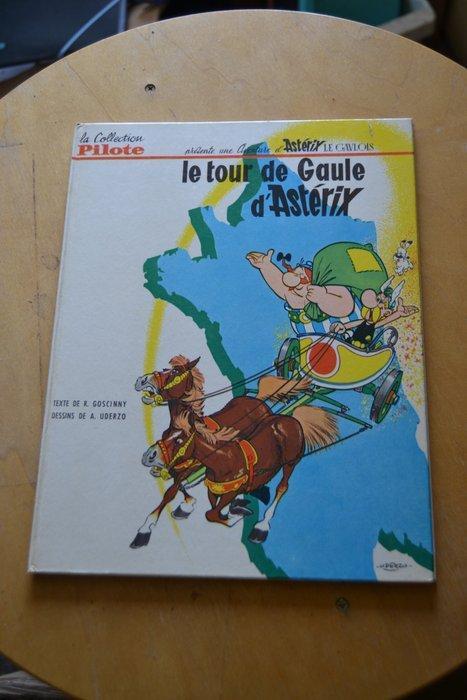 la Collection
Pilote
présente une Aventure d'Astérix LE GAULOIS
le tour de Gaule
d'Astérix
TEXTE DE R. GOSCINNY
DESSINS DE A. UDERZO
UDERZO